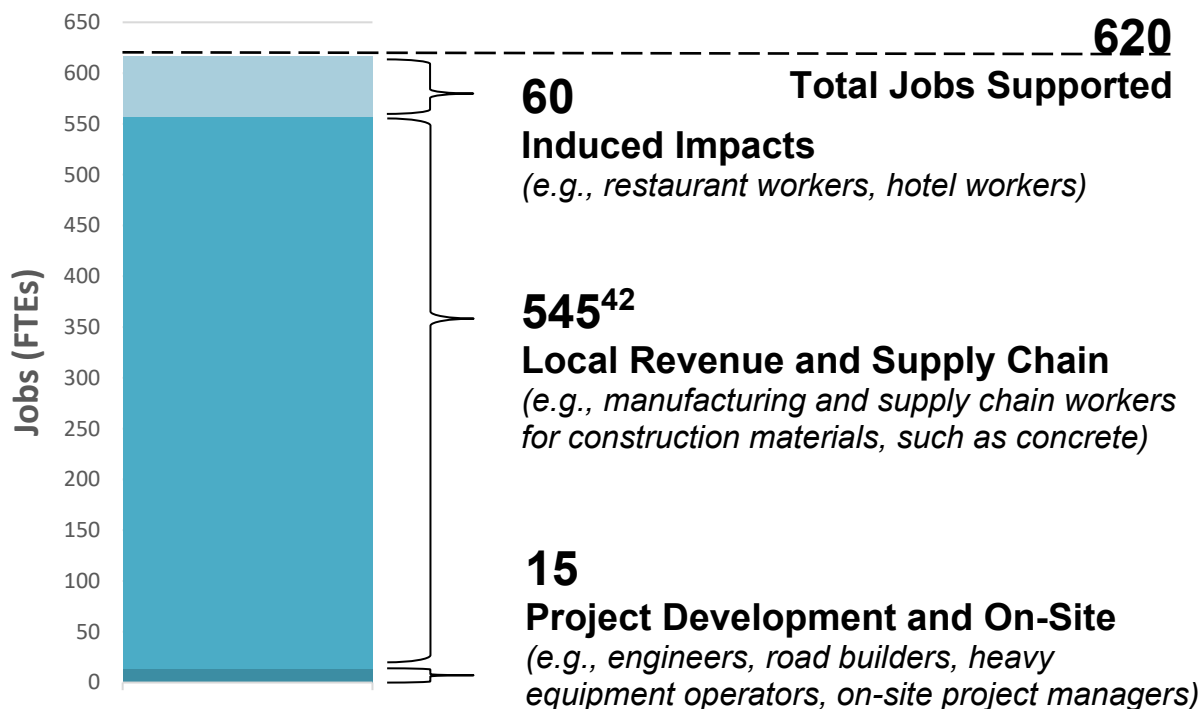 650
600
550
500
450
400
350
300
250
200
150
100
50
0
Jobs (FTEs)
620
Total Jobs Supported
60
Induced Impacts
(e.g., restaurant workers, hotel workers)
545⁴²
Local Revenue and Supply Chain
(e.g., manufacturing and supply chain workers
for construction materials, such as concrete)
15
Project Development and On-Site
(e.g., engineers, road builders, heavy
equipment operators, on-site project managers)